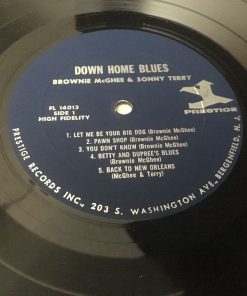 DOWN HOME BLUES
BROWNIE McGHEE & SONNY TERRY
FL 14013
SIDE 1
HIGH FIDELITY
PRESTIGE
1. LET ME BE YOUR BIG DOG (Brownie McGhee)
2. PAWN SHOP (Brownie McGhee)
3. YOU DON'T KNOW (Brownie McGhee)
4. BETTY AND DUPREE'S BLUES
(Brownie McGhee)
5. BACK TO NEW ORLEANS
(McGhee & Terry)
PRESTIGE RECORDS INC., 203 S. WASHINGTON AVE., BERGENFIELD, N. J.